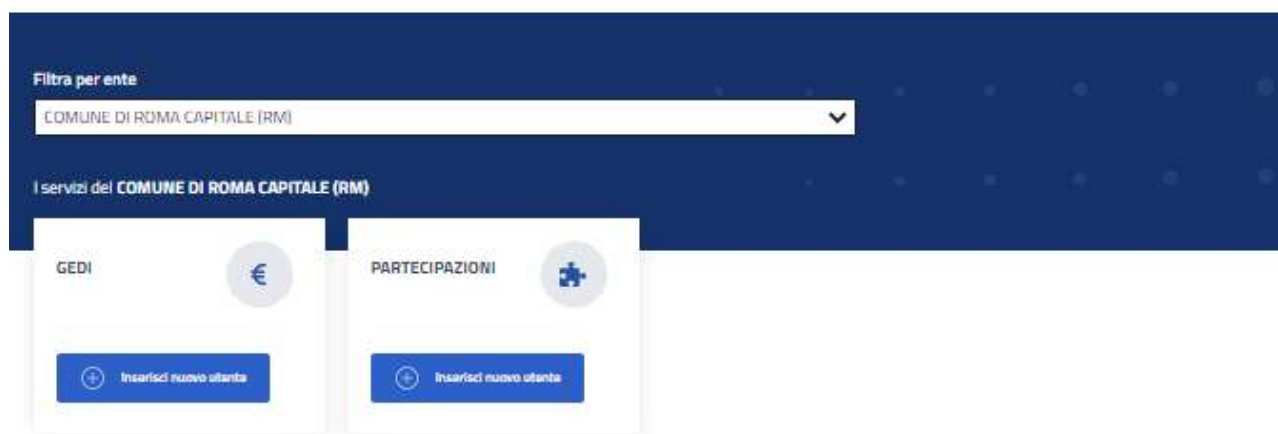 Filtra per ente
COMUNE DI ROMA CAPITALE (RM)
I servizi del COMUNE DI ROMA CAPITALE (RM)
GEDI
€
PARTECIPAZIONI
Inserisci nuovo utente
Inserisci nuovo utente